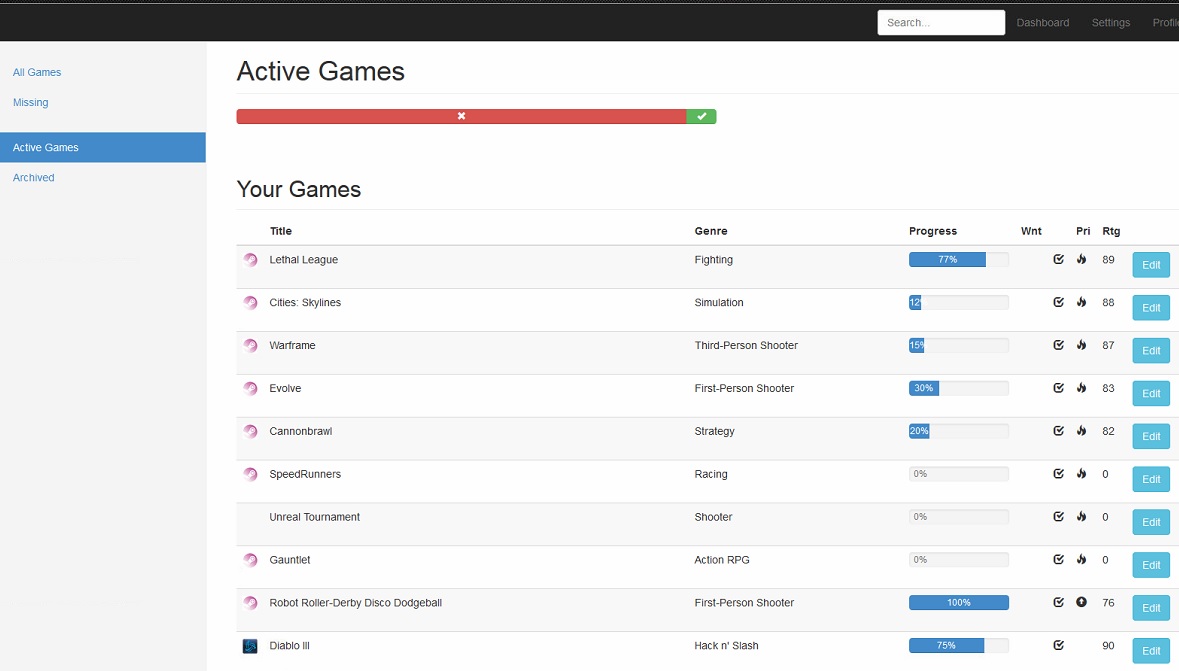 Search... Dashboard Settings Profile
All Games
Missing
Active Games
Archived
Active Games
Your Games
Title Genre Progress Wnt Pri Rtg
Lethal League Fighting 77% 89 Edit
Cities: Skylines Simulation 12% 88 Edit
Warframe Third-Person Shooter 15% 87 Edit
Evolve First-Person Shooter 30% 83 Edit
Cannonbrawl Strategy 20% 82 Edit
SpeedRunners Racing 0% 0 Edit
Unreal Tournament Shooter 0% 0 Edit
Gauntlet Action RPG 0% 0 Edit
Robot Roller-Derby Disco Dodgeball First-Person Shooter 100% 76 Edit
Diablo III Hack n' Slash 75% 90 Edit